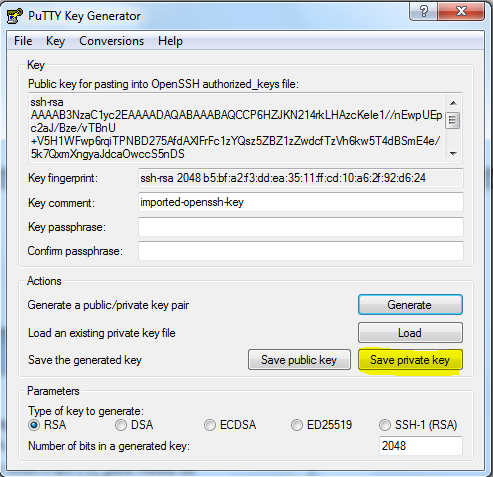 PuTTY Key Generator
File Key Conversions Help
Key
Public key for pasting into OpenSSH authorized_keys file:
ssh-rsa
AAAAB3NzaC1yc2EAAAADAQABAAABAQCCP6HZJKN214rkLHAzcKele1//nEwpUEp
c2aJ/Bze/vTBnU
+V5H1WFwp6rqiTPNBD275AfdAXlFrFc1zYQsz5ZBZ1zZwdcfTzVh6kw5T4dBSmE4e/
5k7QxmXngyaJdcaOwccS5nDS
Key fingerprint: ssh-rsa 2048 b5:bf:a2:f3:dd:ea:35:11:ff:cd:10:a6:2f:92:d6:24
Key comment: imported-openssh-key
Key passphrase:
Confirm passphrase:
Actions
Generate a public/private key pair Generate
Load an existing private key file Load
Save the generated key Save public key Save private key
Parameters
Type of key to generate:
RSA DSA ECDSA ED25519 SSH-1 (RSA)
Number of bits in a generated key: 2048